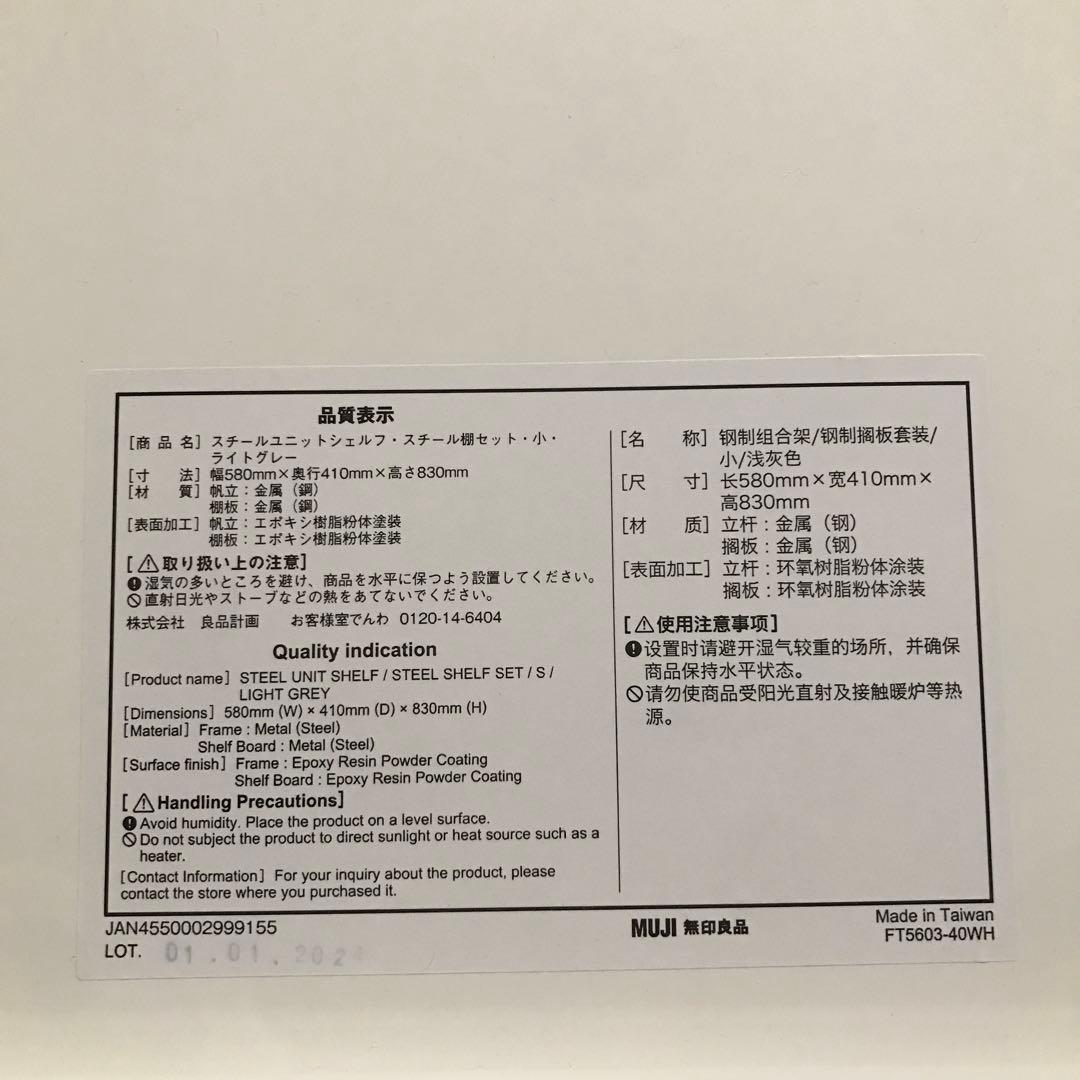 品質表示
[商品名] スチールユニットシェルフ・スチール棚セット・小・
ライトグレー
[寸 法] 幅580mm×奥行410mm×高さ830mm
[材 質] 帆立：金属（鋼）
棚板：金属（鋼）
[表面加工] 帆立：エポキシ樹脂粉体塗装
棚板：エポキシ樹脂粉体塗装
[⚠取り扱い上の注意]
湿気の多いところを避け、商品を水平に保つよう設置してください。
直射日光やストーブなどの熱をあてないでください。
株式会社 良品計画 お客様室でんわ 0120-14-6404
Quality indication
[Product name] STEEL UNIT SHELF / STEEL SHELF SET / S /
LIGHT GREY
[Dimensions] 580mm (W) × 410mm (D) × 830mm (H)
[Material] Frame : Metal (Steel)
Shelf Board : Metal (Steel)
[Surface finish] Frame : Epoxy Resin Powder Coating
Shelf Board : Epoxy Resin Powder Coating
[⚠Handling Precautions]
Avoid humidity. Place the product on a level surface.
Do not subject the product to direct sunlight or heat source such as a
heater.
[Contact Information] For your inquiry about the product, please
contact the store where you purchased it.
[名 称] 钢制组合架/钢制搁板套装/
小/浅灰色
[尺 寸] 长580mm×宽410mm×
高830mm
[材 质] 立杆：金属（钢）
搁板：金属（钢）
[表面加工] 立杆：环氧树脂粉体涂装
搁板：环氧树脂粉体涂装
[⚠使用注意事项]
设置时请避开湿气较重的场所，并确保
商品保持水平状态。
请勿使商品受阳光直射及接触暖炉等热
源。
JAN4550002999155
LOT. 01.01.2024
MUJI 無印良品
Made in Taiwan
FT5603-40WH